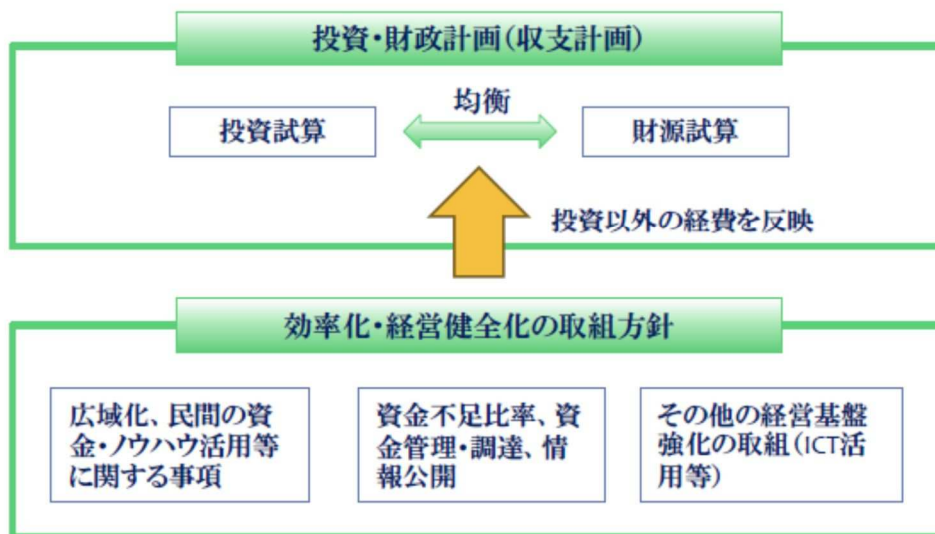 投資・財政計画（収支計画）
均衡
投資試算
財源試算
投資以外の経費を反映
効率化・経営健全化の取組方針
広域化、民間の資
金・ノウハウ活用等
に関する事項
資金不足比率、資
金管理・調達、情
報公開
その他の経営基盤
強化の取組（ICT活
用等）